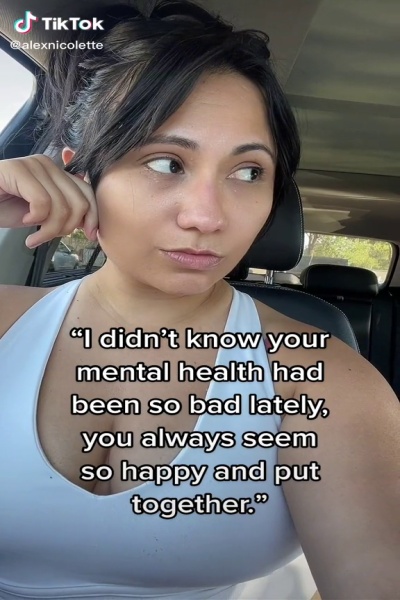 TikTok
@alexnicolette
“I didn’t know your
mental health had
been so bad lately,
you always seem
so happy and put
together.”